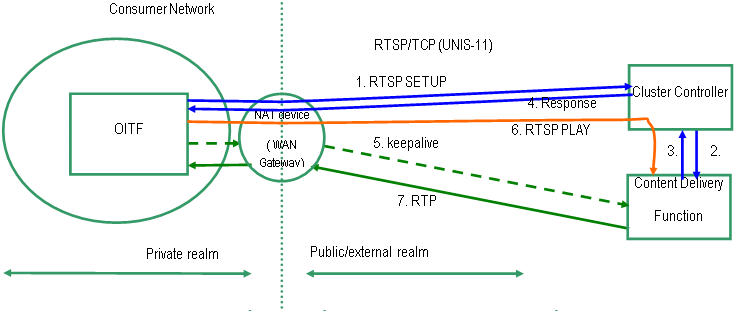 Consumer Network
RTSP/TCP (UNIS-11)
1. RTSP SETUP
Cluster Controller
4. Response
NAT device
OITF
6. RTSP PLAY
( WAN
Gateway)
5. keepalive
3.
2.
Content Delivery
Function
7. RTP
Private realm
Public/external realm